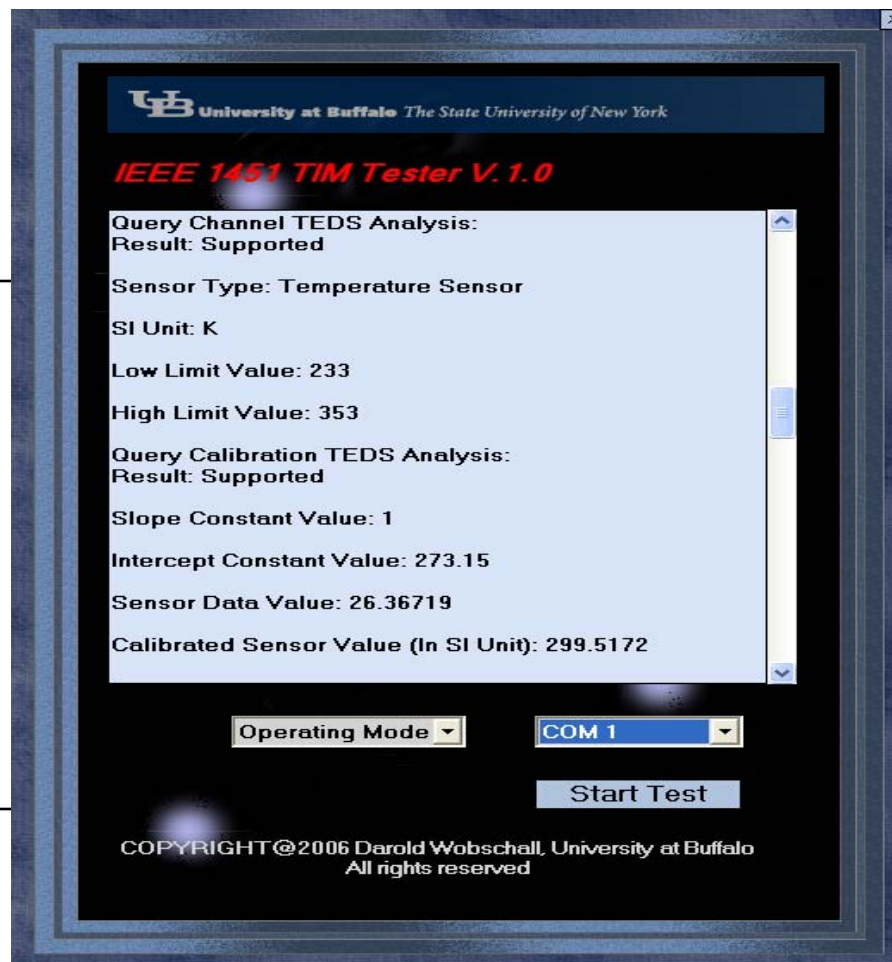 UB University at Buffalo The State University of New York
IEEE 1451 TIM Tester V.1.0
Query Channel TEDS Analysis:
Result: Supported
Sensor Type: Temperature Sensor
SI Unit: K
Low Limit Value: 233
High Limit Value: 353
Query Calibration TEDS Analysis:
Result: Supported
Slope Constant Value: 1
Intercept Constant Value: 273.15
Sensor Data Value: 26.36719
Calibrated Sensor Value (In SI Unit): 299.5172
Operating Mode
COM 1
Start Test
COPYRIGHT@2006 Darold Wobschall, University at Buffalo
All rights reserved